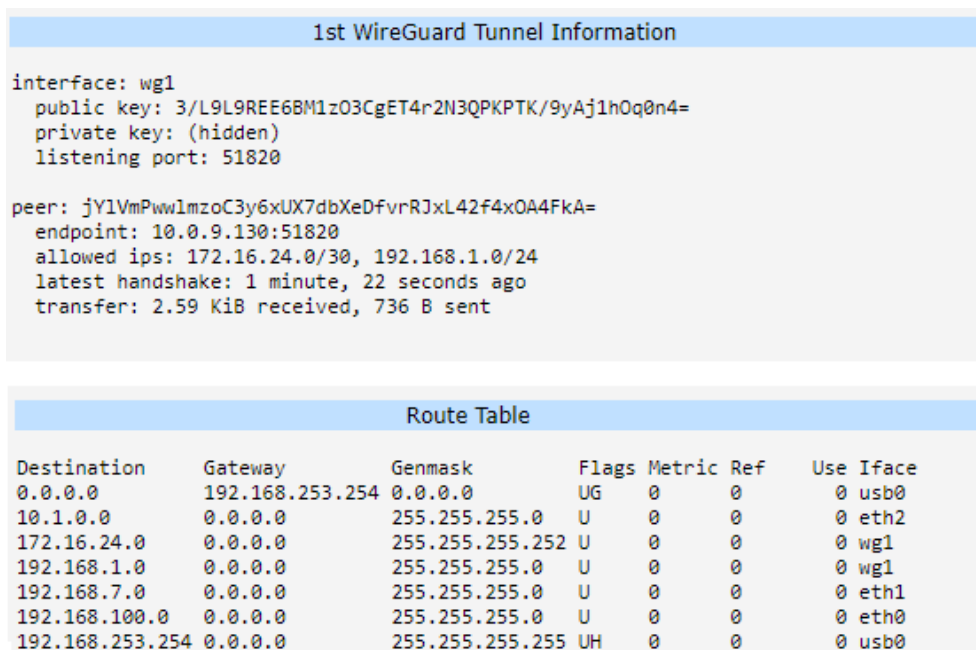 1st WireGuard Tunnel Information
interface: wg1
public key: 3/L9L9REE6BM1zO3CgET4r2N3QPKPTK/9yAj1hOq0n4=
private key: (hidden)
listening port: 51820
peer: jYlVmPwwlmzoC3y6xUX7dbXeDfvrRJxL42f4xOA4FkA=
endpoint: 10.0.9.130:51820
allowed ips: 172.16.24.0/30, 192.168.1.0/24
latest handshake: 1 minute, 22 seconds ago
transfer: 2.59 KiB received, 736 B sent
Route Table
Destination Gateway Genmask Flags Metric Ref Use Iface
0.0.0.0 192.168.253.254 0.0.0.0 UG 0 0 0 usb0
10.1.0.0 0.0.0.0 255.255.255.0 U 0 0 0 eth2
172.16.24.0 0.0.0.0 255.255.255.252 U 0 0 0 wg1
192.168.1.0 0.0.0.0 255.255.255.0 U 0 0 0 wg1
192.168.7.0 0.0.0.0 255.255.255.0 U 0 0 0 eth1
192.168.100.0 0.0.0.0 255.255.255.0 U 0 0 0 eth0
192.168.253.254 0.0.0.0 255.255.255.255 UH 0 0 0 usb0